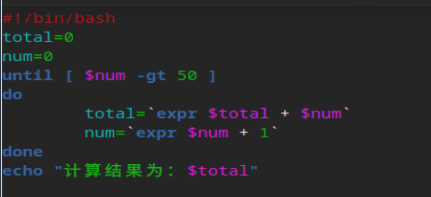 #!/bin/bash
total=0
num=0
until [ $num -gt 50 ]
do
        total=`expr $total + $num`
        num=`expr $num + 1`
done
echo "计算结果为：$total"